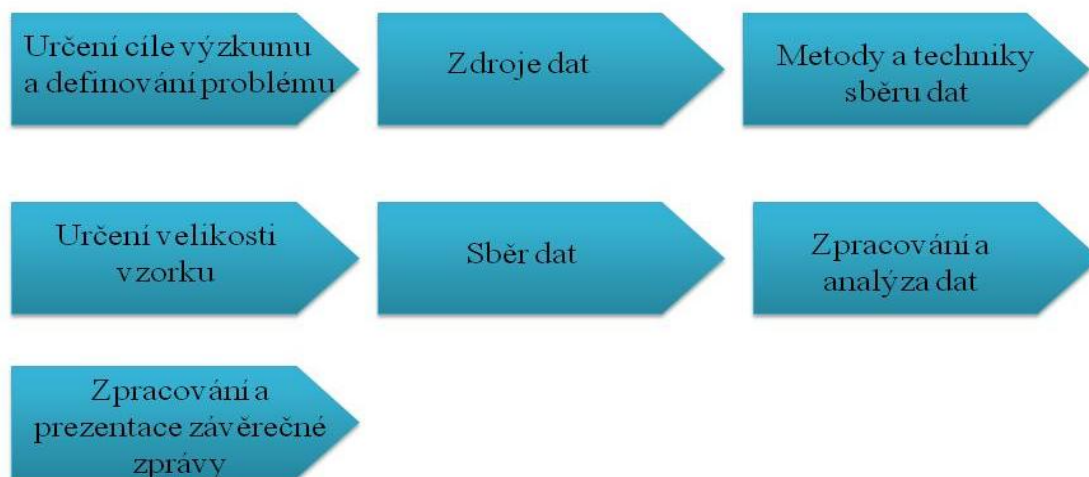 Určení cíle výzkumu
a definování problému
Zdroje dat
Metody a techniky
sběru dat
Určení velikosti
vzorku
Sběr dat
Zpracování a
analýza dat
Zpracování a
prezentace závěrečné
zprávy